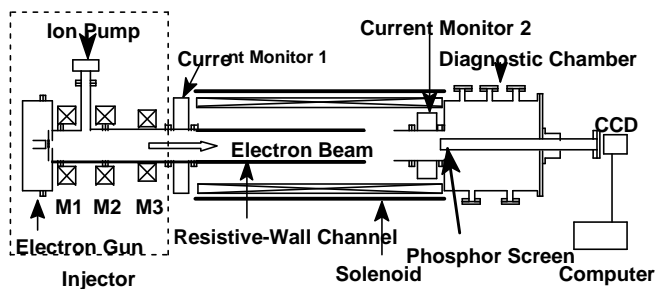 Ion Pump
Current Monitor 1
Current Monitor 2
Diagnostic Chamber
CCD
Electron Beam
M1 M2 M3
Electron Gun
Resistive-Wall Channel
Solenoid
Phosphor Screen
Computer
Injector